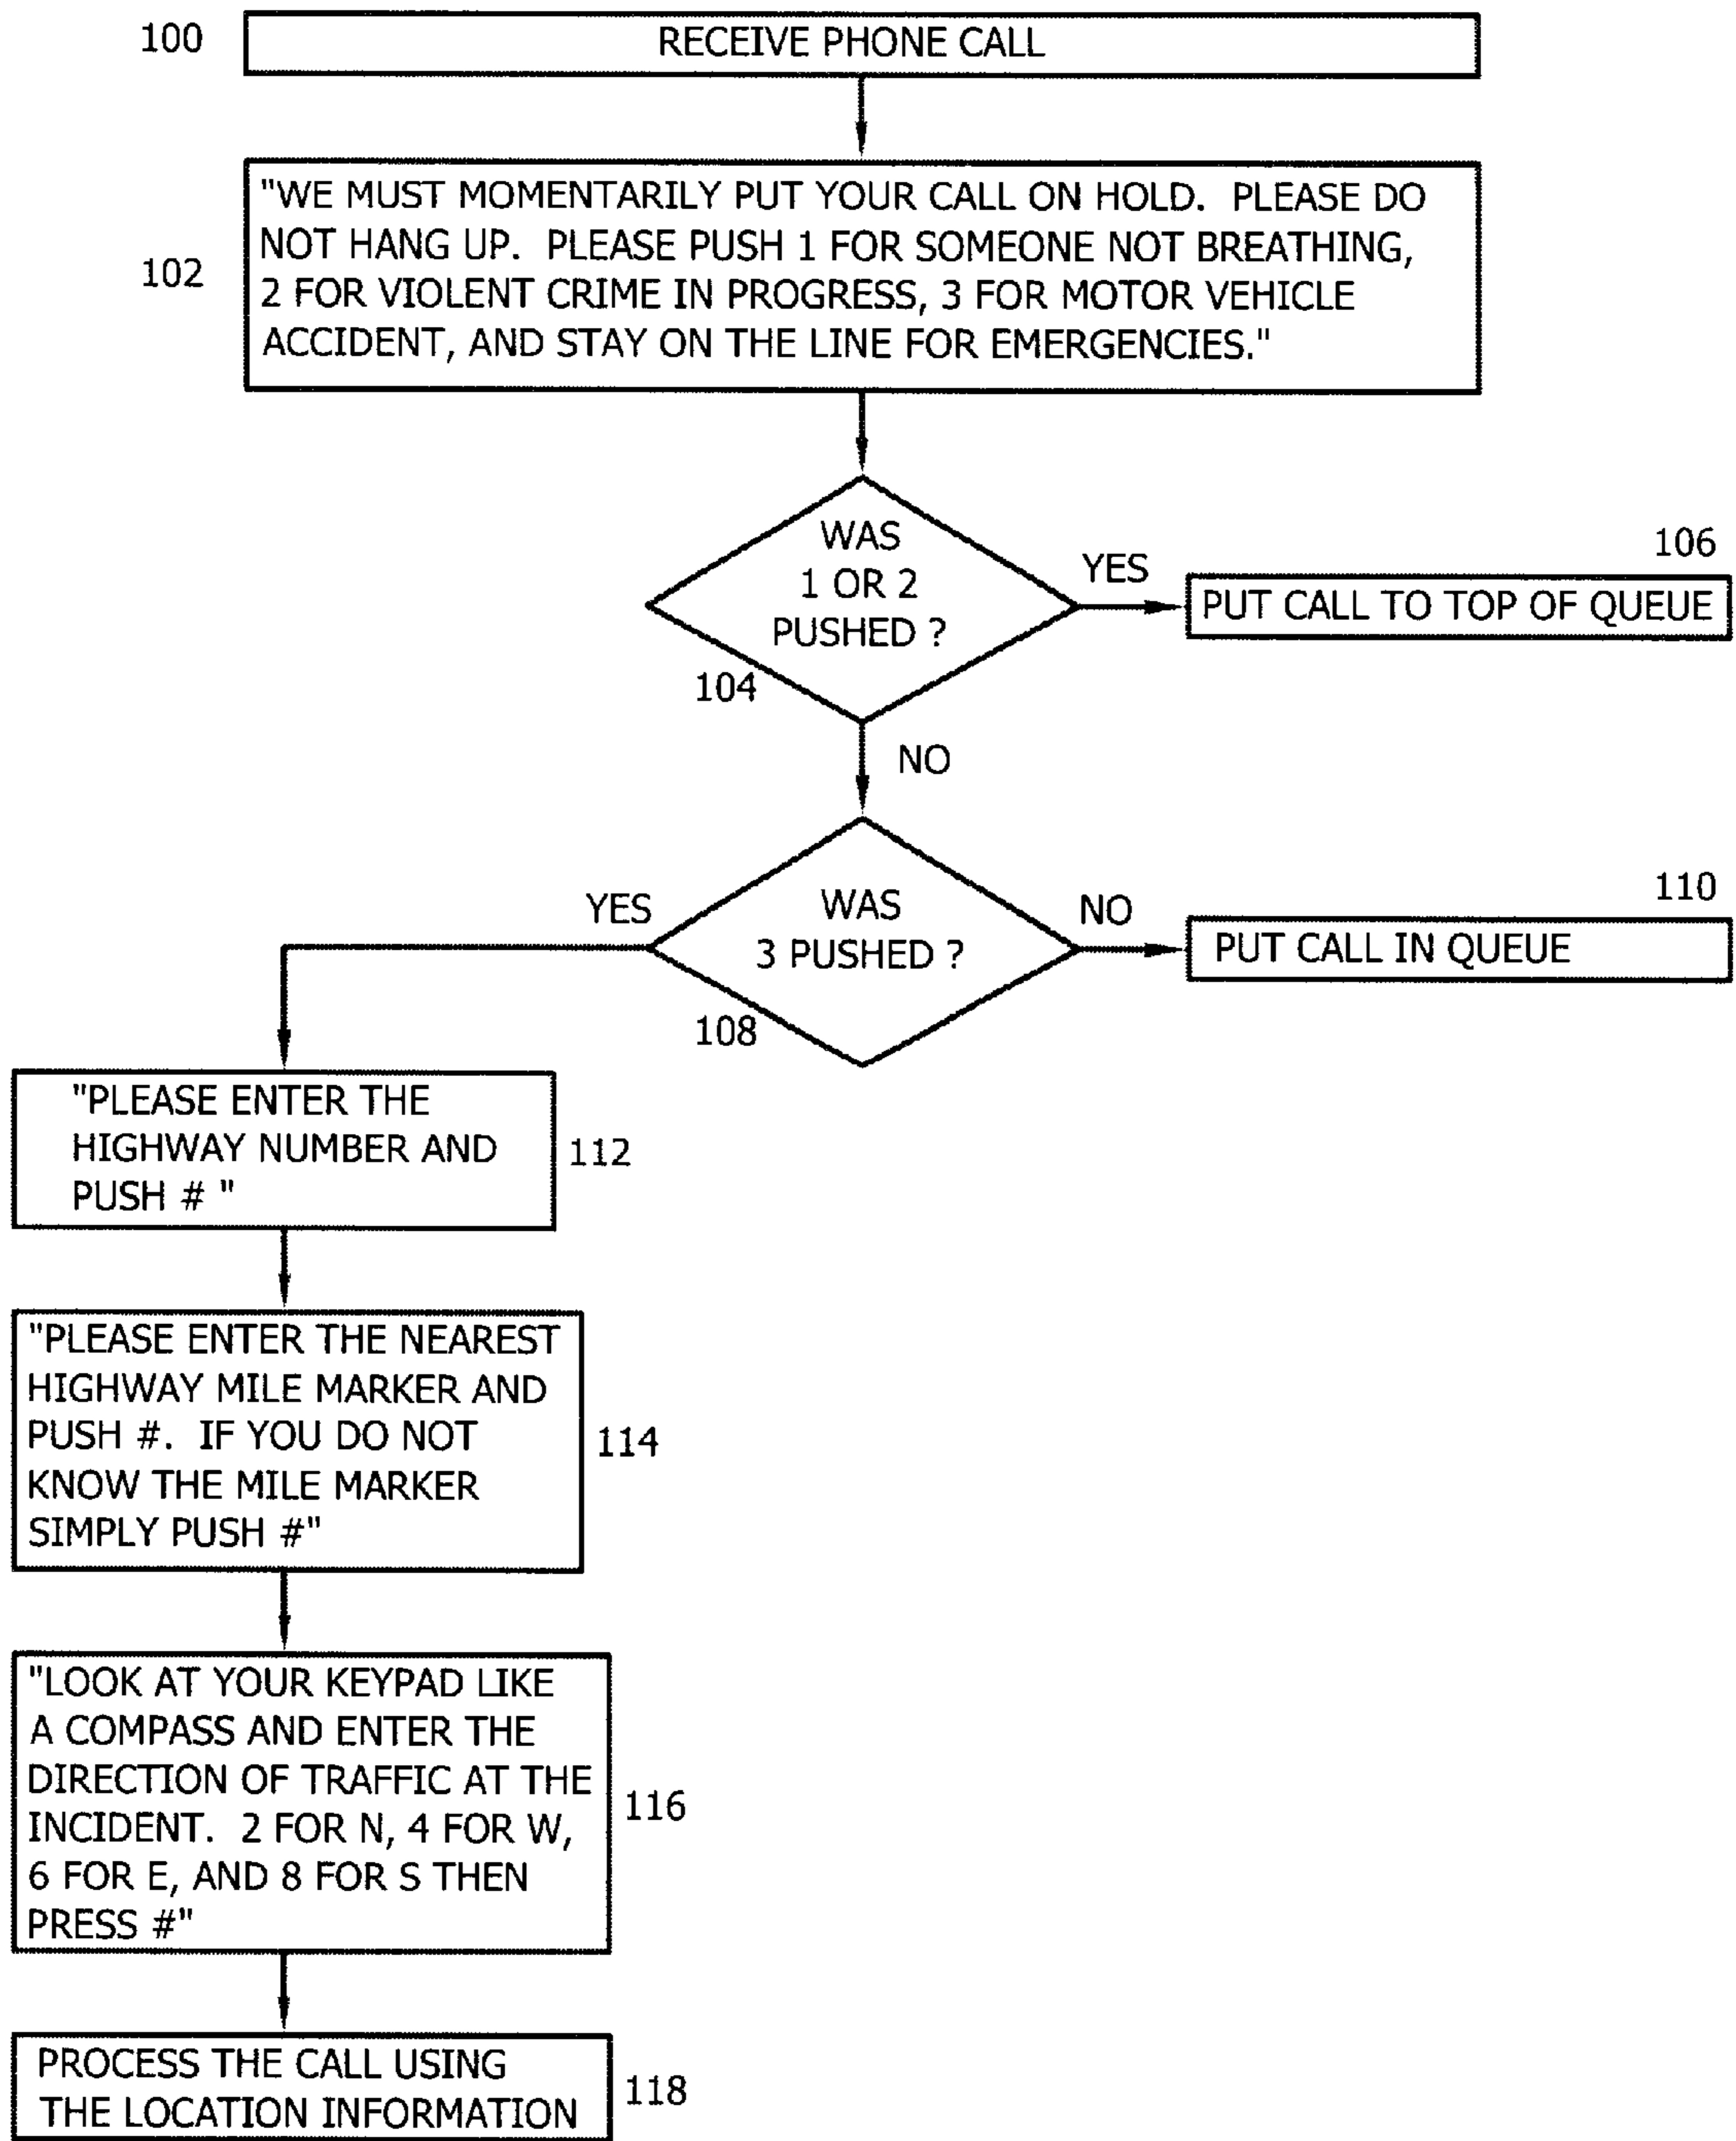 100
RECEIVE PHONE CALL
102
"WE MUST MOMENTARILY PUT YOUR CALL ON HOLD. PLEASE DO
NOT HANG UP. PLEASE PUSH 1 FOR SOMEONE NOT BREATHING,
2 FOR VIOLENT CRIME IN PROGRESS, 3 FOR MOTOR VEHICLE
ACCIDENT, AND STAY ON THE LINE FOR EMERGENCIES."
WAS
1 OR 2
PUSHED ?
104
YES
106
PUT CALL TO TOP OF QUEUE
NO
WAS
3 PUSHED ?
108
NO
110
PUT CALL IN QUEUE
YES
"PLEASE ENTER THE
HIGHWAY NUMBER AND
PUSH # "
112
"PLEASE ENTER THE NEAREST
HIGHWAY MILE MARKER AND
PUSH #. IF YOU DO NOT
KNOW THE MILE MARKER
SIMPLY PUSH #"
114
"LOOK AT YOUR KEYPAD LIKE
A COMPASS AND ENTER THE
DIRECTION OF TRAFFIC AT THE
INCIDENT. 2 FOR N, 4 FOR W,
6 FOR E, AND 8 FOR S THEN
PRESS #"
116
PROCESS THE CALL USING
THE LOCATION INFORMATION
118